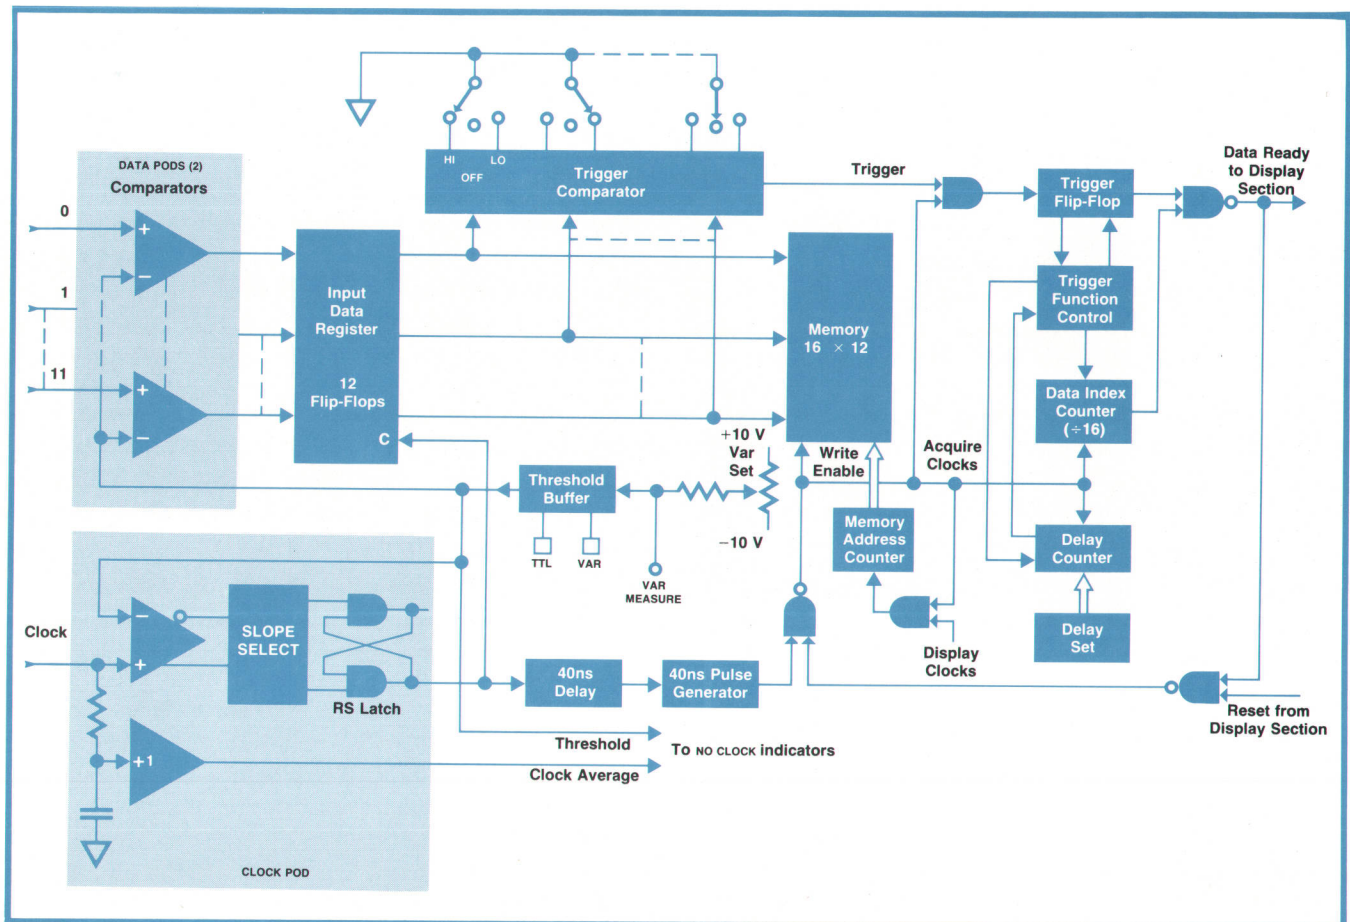 DATA PODS (2)
Comparators
0
1
11
+
−
+
−
HI
OFF
LO
Trigger
Comparator
Input
Data
Register
12
Flip-Flops
C
Memory
16 × 12
Trigger
Trigger
Flip-Flop
Data Ready
to Display
Section
Trigger
Function
Control
Data Index
Counter
(÷16)
+10 V
Var
Set
−10 V
Write
Enable
Acquire
Clocks
Threshold
Buffer
TTL
VAR
VAR
MEASURE
Memory
Address
Counter
Delay
Counter
Delay
Set
Display
Clocks
Clock
−
+
SLOPE
SELECT
RS Latch
40ns
Delay
40ns Pulse
Generator
Reset from
Display Section
Threshold
To NO CLOCK indicators
Clock Average
+1
CLOCK POD